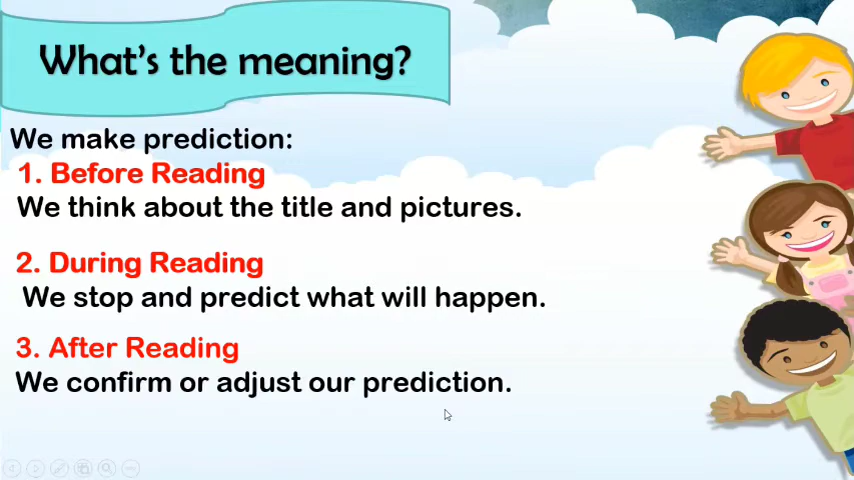 What's the meaning?
We make prediction:
1. Before Reading
We think about the title and pictures.
2. During Reading
We stop and predict what will happen.
3. After Reading
We confirm or adjust our prediction.